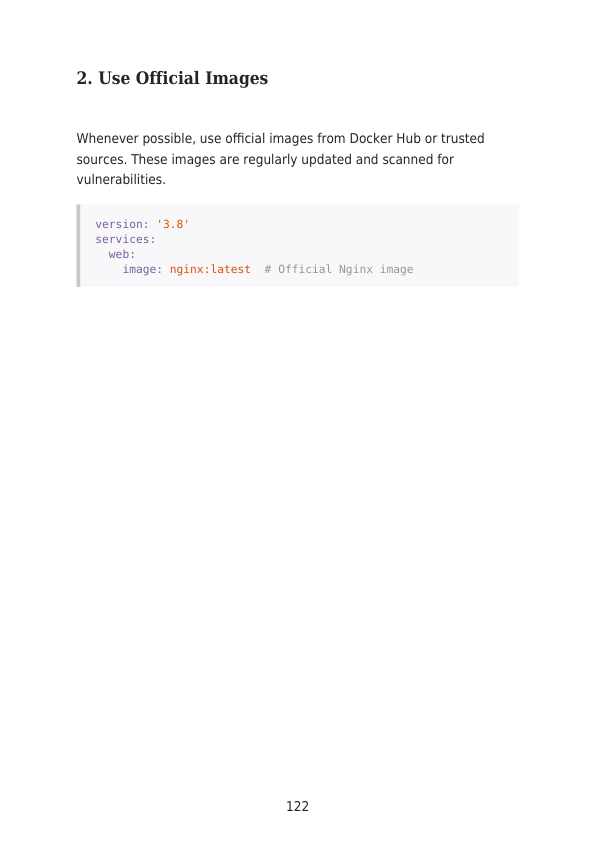 2. Use Official Images
Whenever possible, use official images from Docker Hub or trusted
sources. These images are regularly updated and scanned for
vulnerabilities.
version: '3.8'
services:
  web:
    image: nginx:latest  # Official Nginx image
122